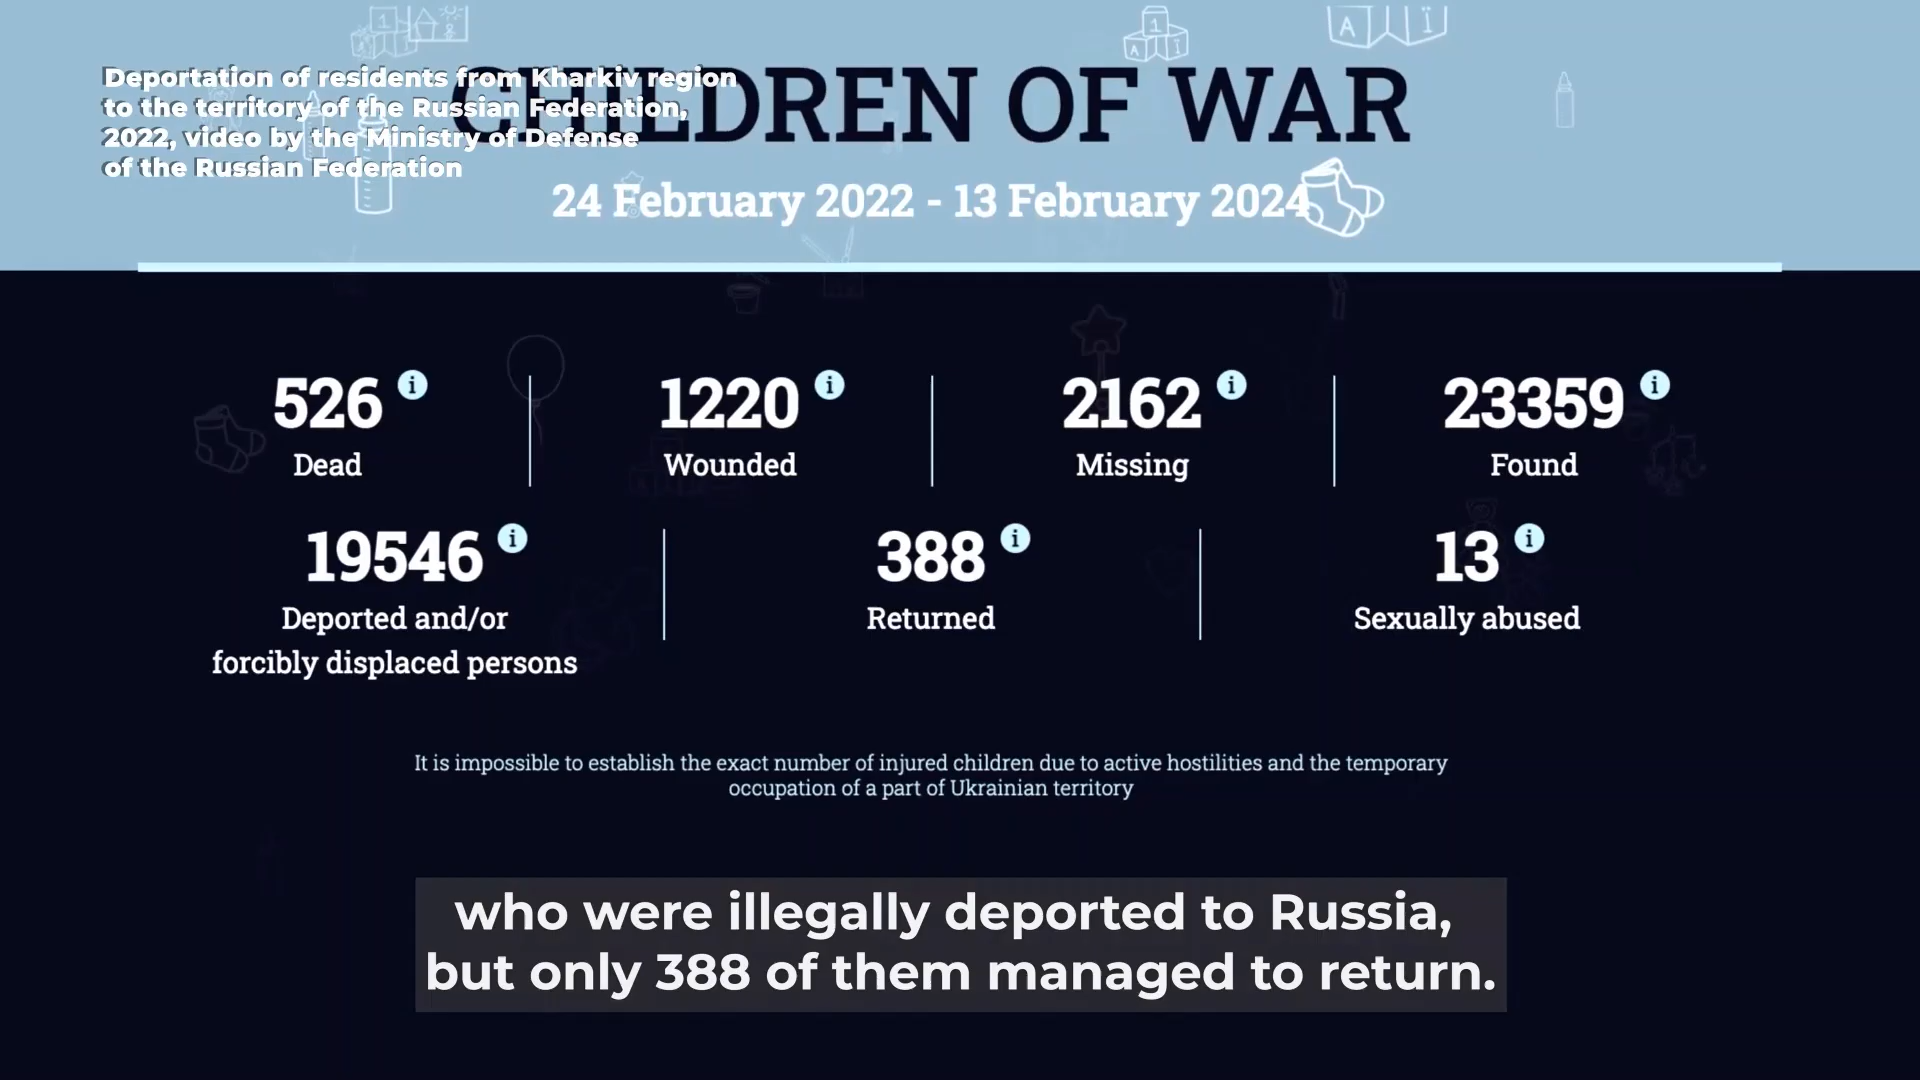 Deportation of residents from Kharkiv region
to the territory of the Russian Federation,
2022, video by the Ministry of Defense
of the Russian Federation
CHILDREN OF WAR
24 February 2022 - 13 February 2024
526
Dead
1220
Wounded
2162
Missing
23359
Found
19546
Deported and/or
forcibly displaced persons
388
Returned
13
Sexually abused
It is impossible to establish the exact number of injured children due to active hostilities and the temporary
occupation of a part of Ukrainian territory
who were illegally deported to Russia,
but only 388 of them managed to return.